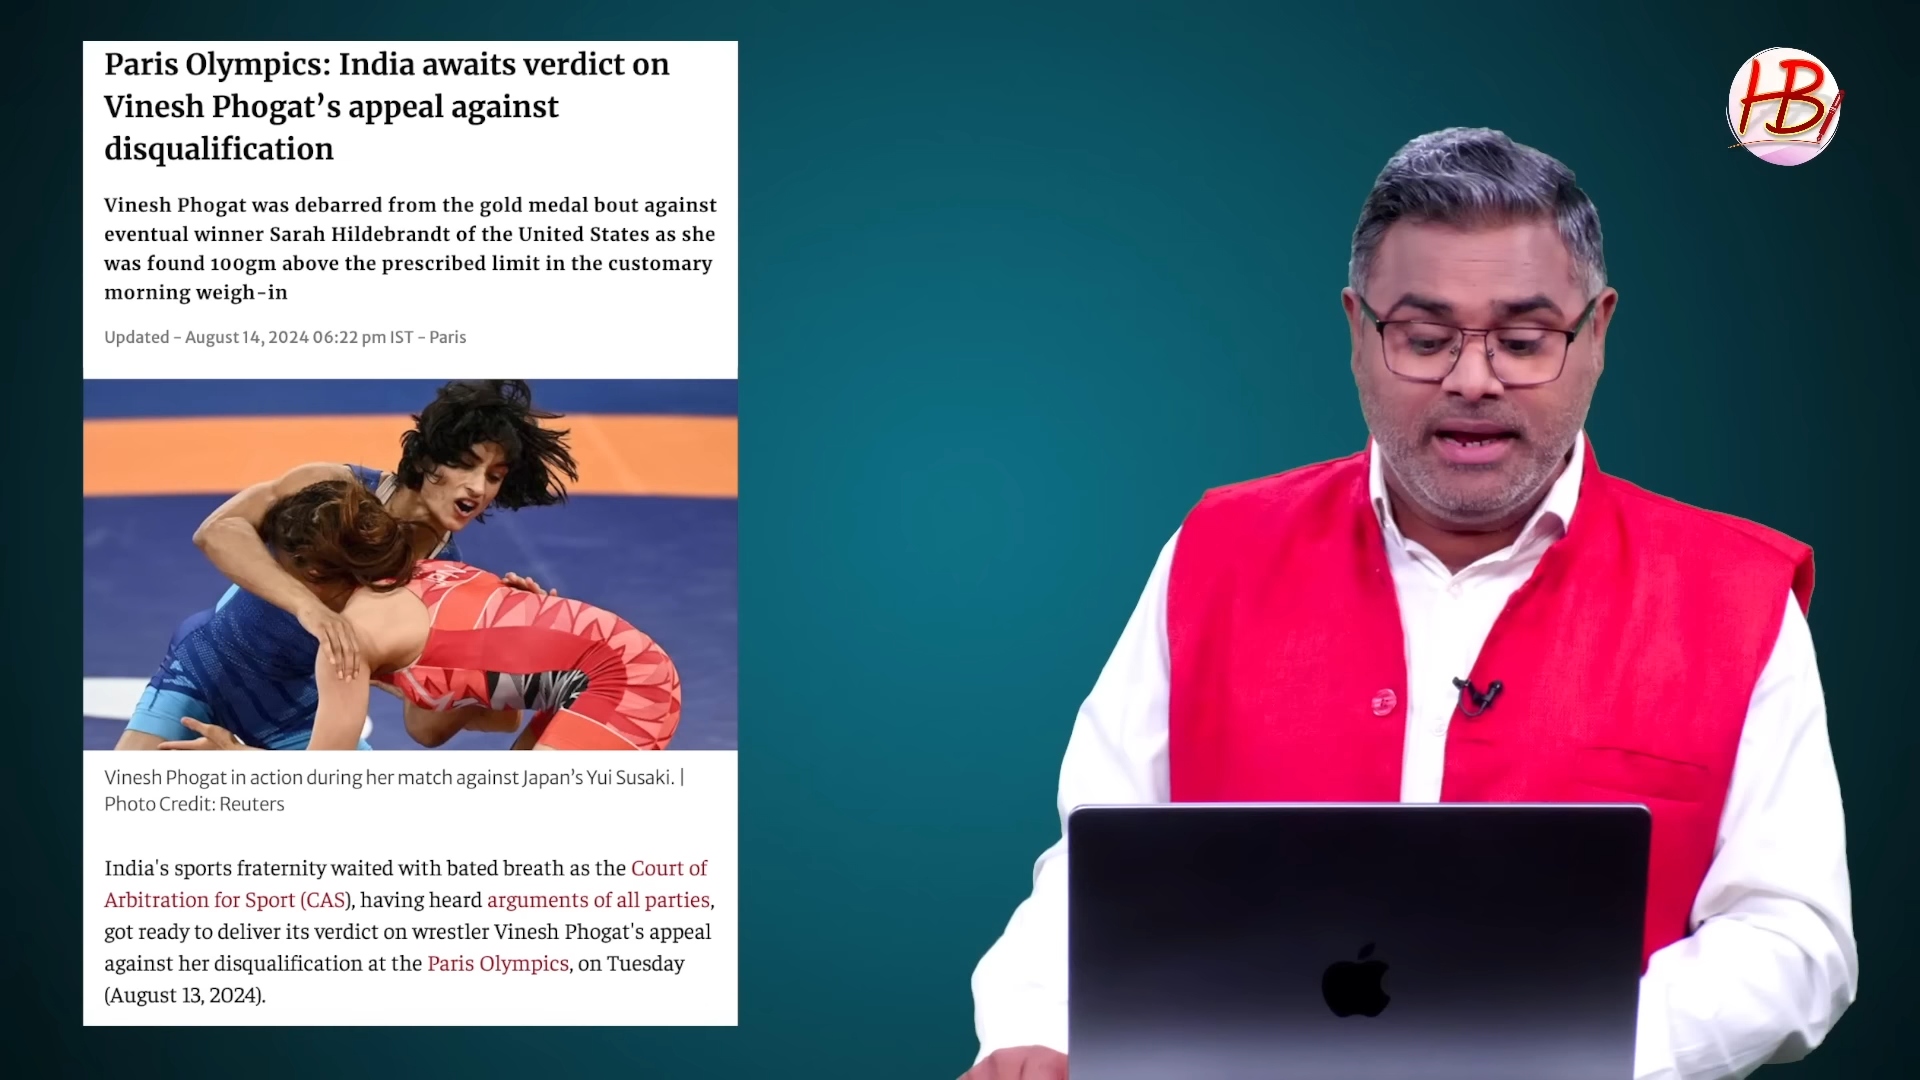 Paris Olympics: India awaits verdict on
Vinesh Phogat’s appeal against
disqualification
Vinesh Phogat was debarred from the gold medal bout against
eventual winner Sarah Hildebrandt of the United States as she
was found 100gm above the prescribed limit in the customary
morning weigh-in
Updated - August 14, 2024 06:22 pm IST - Paris
Vinesh Phogat in action during her match against Japan’s Yui Susaki. |
Photo Credit: Reuters
India's sports fraternity waited with bated breath as the Court of
Arbitration for Sport (CAS), having heard arguments of all parties,
got ready to deliver its verdict on wrestler Vinesh Phogat's appeal
against her disqualification at the Paris Olympics, on Tuesday
(August 13, 2024).
HB